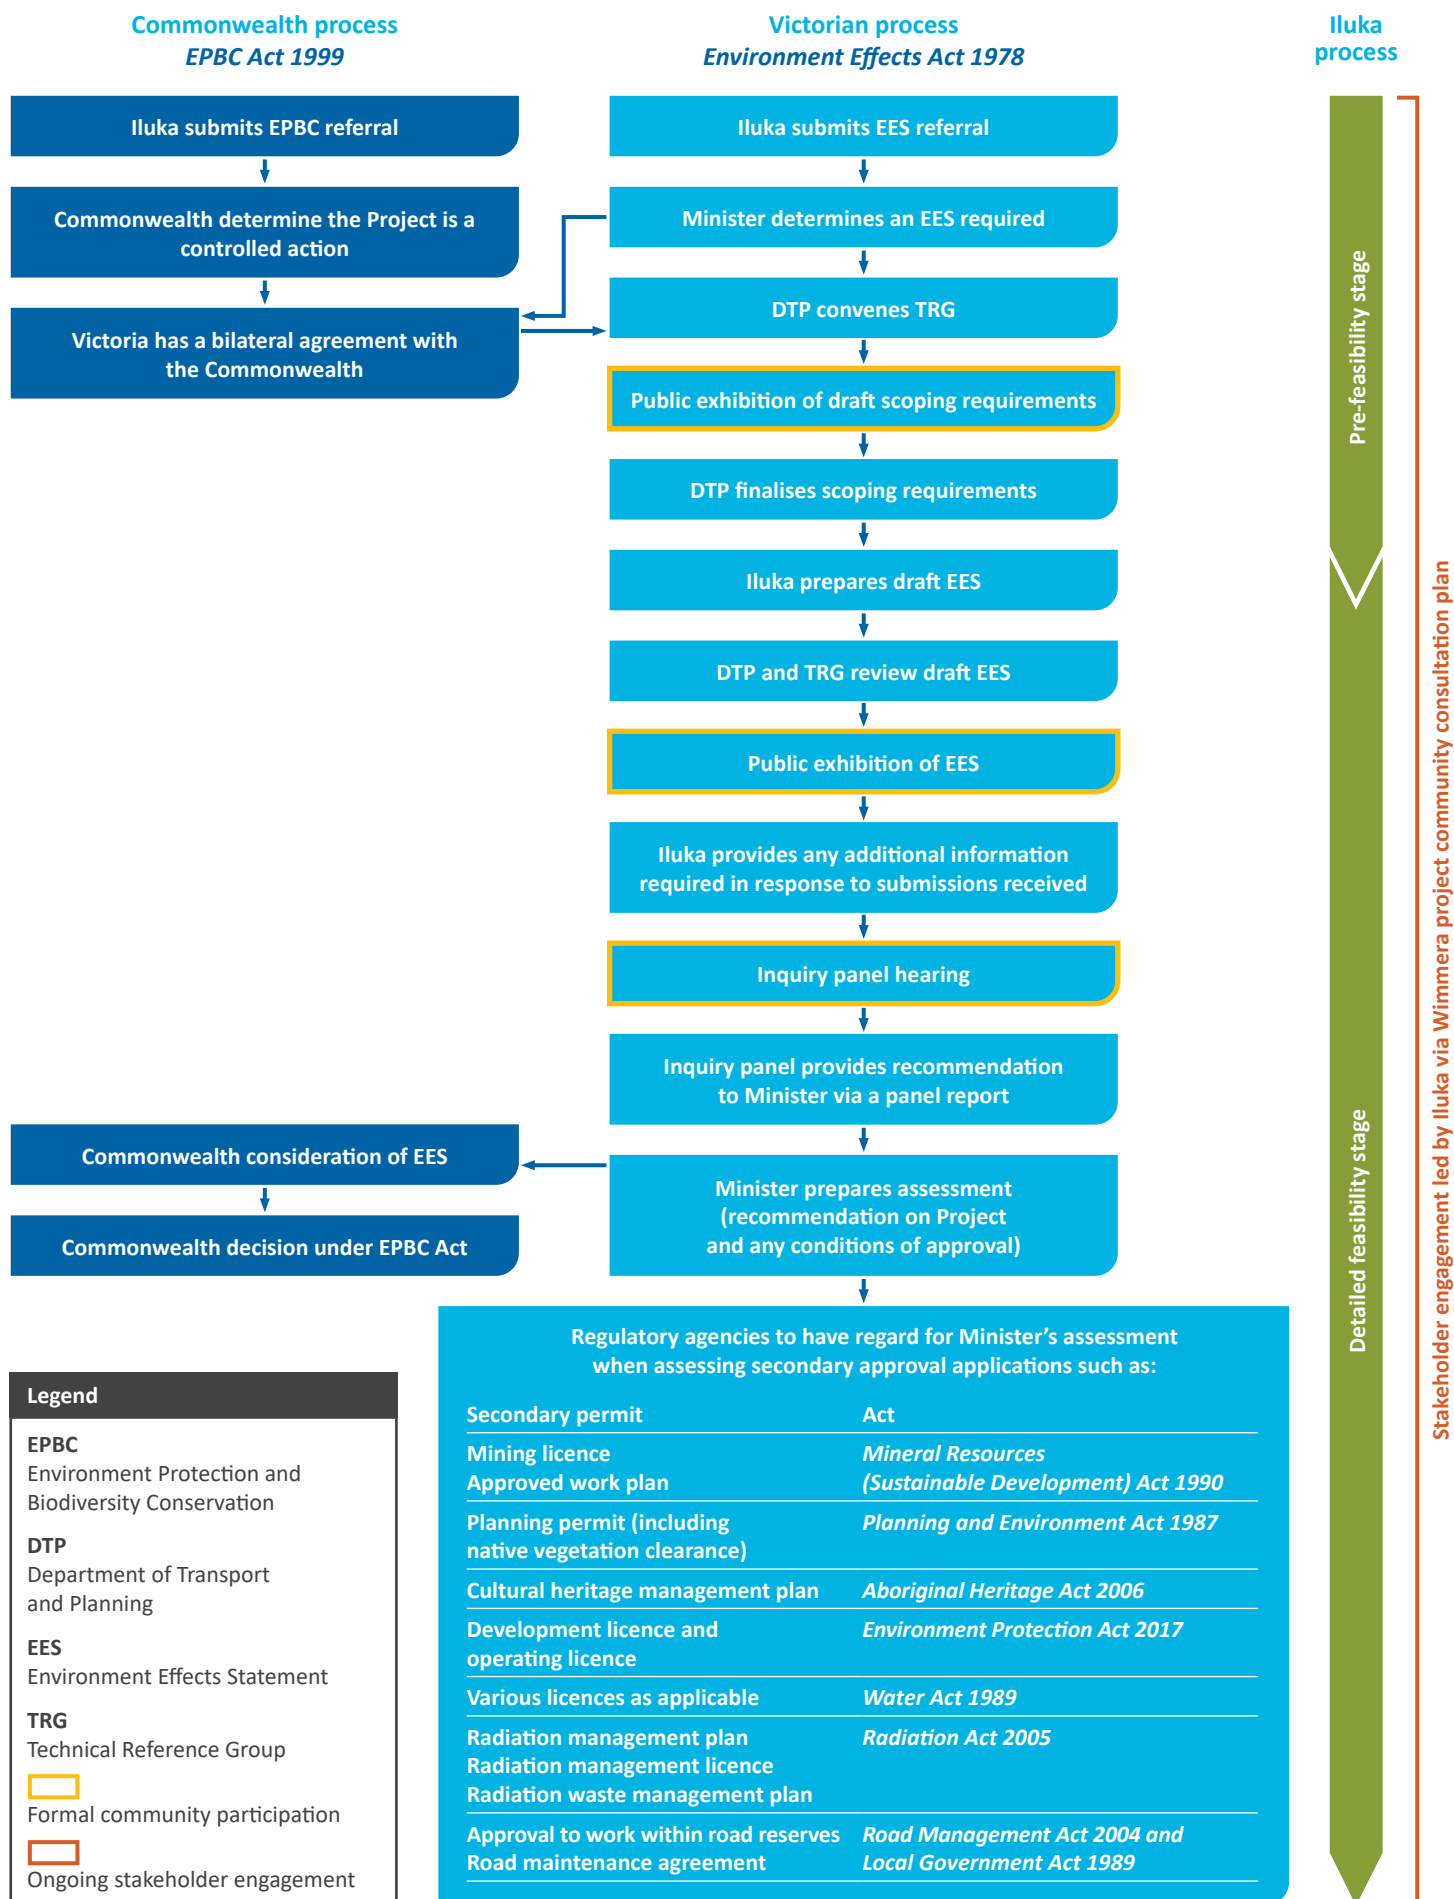 Commonwealth process
EPBC Act 1999
Victorian process
Environment Effects Act 1978
Iluka
process
Iluka submits EPBC referral
Commonwealth determine the Project is a
controlled action
Victoria has a bilateral agreement with
the Commonwealth
Iluka submits EES referral
Minister determines an EES required
DTP convenes TRG
Public exhibition of draft scoping requirements
DTP finalises scoping requirements
Iluka prepares draft EES
DTP and TRG review draft EES
Public exhibition of EES
Iluka provides any additional information
required in response to submissions received
Inquiry panel hearing
Inquiry panel provides recommendation
to Minister via a panel report
Minister prepares assessment
(recommendation on Project
and any conditions of approval)
Commonwealth consideration of EES
Commonwealth decision under EPBC Act
Regulatory agencies to have regard for Minister’s assessment
when assessing secondary approval applications such as:
Secondary permit
Act
Mining licence
Approved work plan
Mineral Resources
(Sustainable Development) Act 1990
Planning permit (including
native vegetation clearance)
Planning and Environment Act 1987
Cultural heritage management plan
Aboriginal Heritage Act 2006
Development licence and
operating licence
Environment Protection Act 2017
Various licences as applicable
Water Act 1989
Radiation management plan
Radiation management licence
Radiation waste management plan
Radiation Act 2005
Approval to work within road reserves
Road maintenance agreement
Road Management Act 2004 and
Local Government Act 1989
Pre-feasibility stage
Detailed feasibility stage
Stakeholder engagement led by Iluka via Wimmera project community consultation plan
Legend
EPBC
Environment Protection and
Biodiversity Conservation
DTP
Department of Transport
and Planning
EES
Environment Effects Statement
TRG
Technical Reference Group
Formal community participation
Ongoing stakeholder engagement